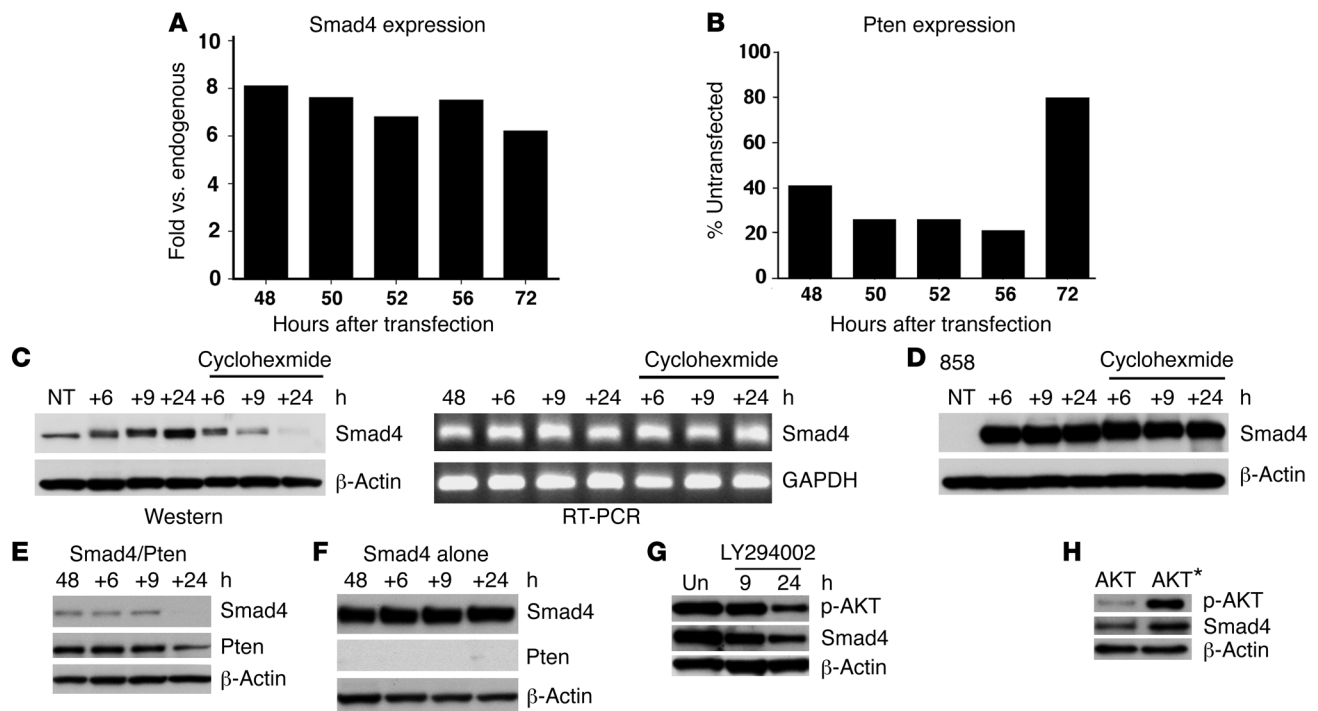 A Smad4 expression
Fold vs. endogenous
10
8
6
4
2
0
48 50 52 56 72
Hours after transfection
B Pten expression
% Untransfected
100
80
60
40
20
0
48 50 52 56 72
Hours after transfection
C
Cyclohexmide
NT +6 +9 +24 +6 +9 +24 h
Smad4
β-Actin
Western
Cyclohexmide
48 +6 +9 +24 +6 +9 +24 h
Smad4
GAPDH
RT-PCR
D 858
Cyclohexmide
NT +6 +9 +24 +6 +9 +24 h
Smad4
β-Actin
E Smad4/Pten
48 +6 +9 +24 h
Smad4
Pten
β-Actin
F Smad4 alone
48 +6 +9 +24 h
Smad4
Pten
β-Actin
G LY294002
Un 9 24 h
p-AKT
Smad4
β-Actin
H
AKT AKT*
p-AKT
Smad4
β-Actin